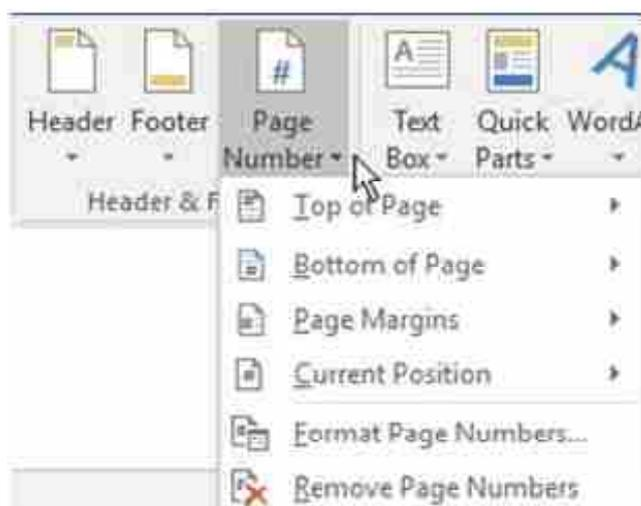 Header Footer Page Text Quick Word
Number Box Parts
Header & F
#
A
Top of Page
Bottom of Page
Page Margins
Current Position
Format Page Numbers...
Remove Page Numbers